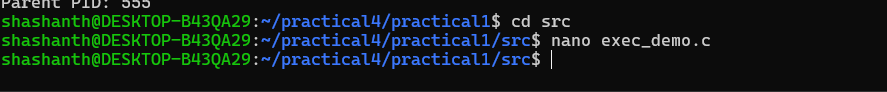 Parent PID: 555
shashanth@DESKTOP-B43QA29:~/practical4/practical1$ cd src
shashanth@DESKTOP-B43QA29:~/practical4/practical1/src$ nano exec_demo.c
shashanth@DESKTOP-B43QA29:~/practical4/practical1/src$